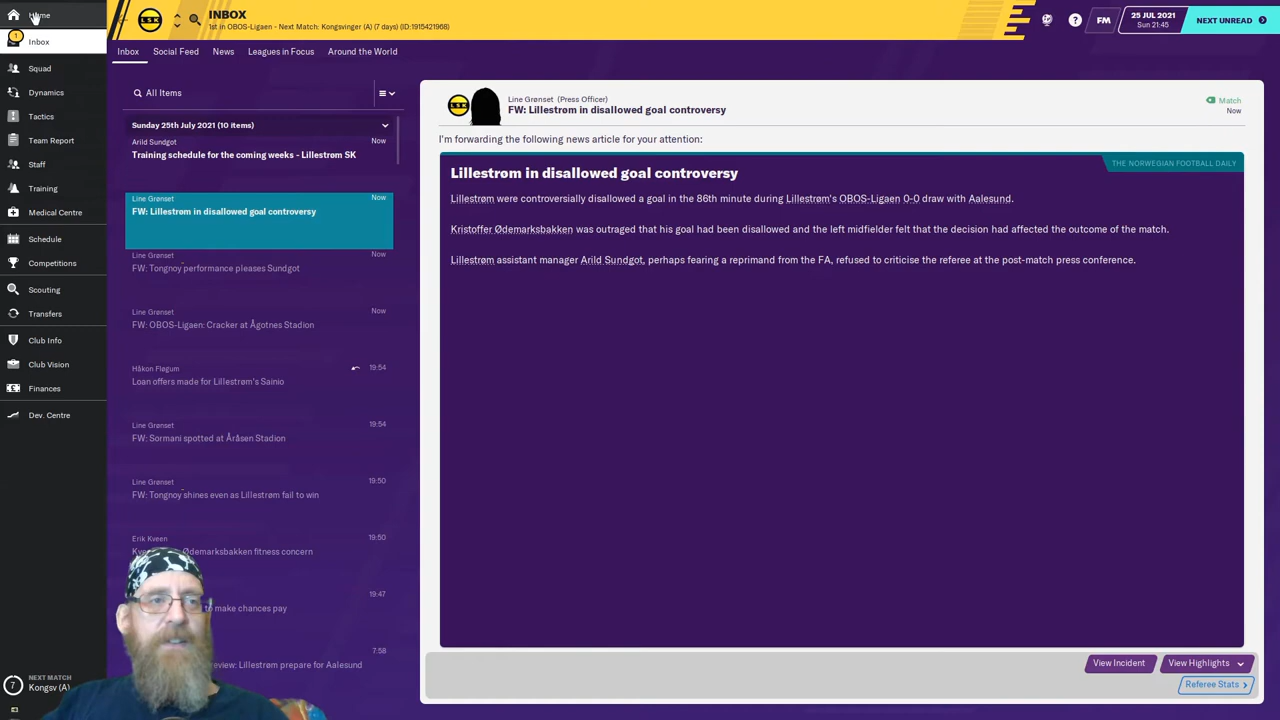 Home
1
Inbox
Squad
Dynamics
Tactics
Team Report
Staff
Training
Medical Centre
Schedule
Competitions
Scouting
Transfers
Club Info
Club Vision
Finances
Dev. Centre
7
NEXT MATCH
Kongsv (A)
LSK
INBOX
1st in OBOS-Ligaen - Next Match: Kongsvinger (A) (7 days) (ID:1915421968)
?
FM
25 JUL 2021
Sun 21:45
NEXT UNREAD
Inbox
Social Feed
News
Leagues in Focus
Around the World
All Items
Sunday 25th July 2021 (10 items)
Arild Sundgot
Now
Training schedule for the coming weeks - Lillestrøm SK
Line Grønset
Now
FW: Lillestrøm in disallowed goal controversy
Line Grønset
Now
FW: Tongnoy performance pleases Sundgot
Line Grønset
Now
FW: OBOS-Ligaen: Cracker at Ågotnes Stadion
Håkon Fløgum
19:54
Loan offers made for Lillestrøm's Sainio
Line Grønset
19:54
FW: Sormani spotted at Åråsen Stadion
Line Grønset
19:50
FW: Tongnoy shines even as Lillestrøm fail to win
Erik Kveen
19:50
Ødemarksbakken fitness concern
19:47
to make chances pay
7:58
review: Lillestrøm prepare for Aalesund
LSK
Line Grønset (Press Officer)
FW: Lillestrøm in disallowed goal controversy
Match
Now
I'm forwarding the following news article for your attention:
THE NORWEGIAN FOOTBALL DAILY
Lillestrøm in disallowed goal controversy
Lillestrøm were controversially disallowed a goal in the 86th minute during Lillestrøm's OBOS-Ligaen 0-0 draw with Aalesund.
Kristoffer Ødemarksbakken was outraged that his goal had been disallowed and the left midfielder felt that the decision had affected the outcome of the match.
Lillestrøm assistant manager Arild Sundgot, perhaps fearing a reprimand from the FA, refused to criticise the referee at the post-match press conference.
View Incident
View Highlights
Referee Stats